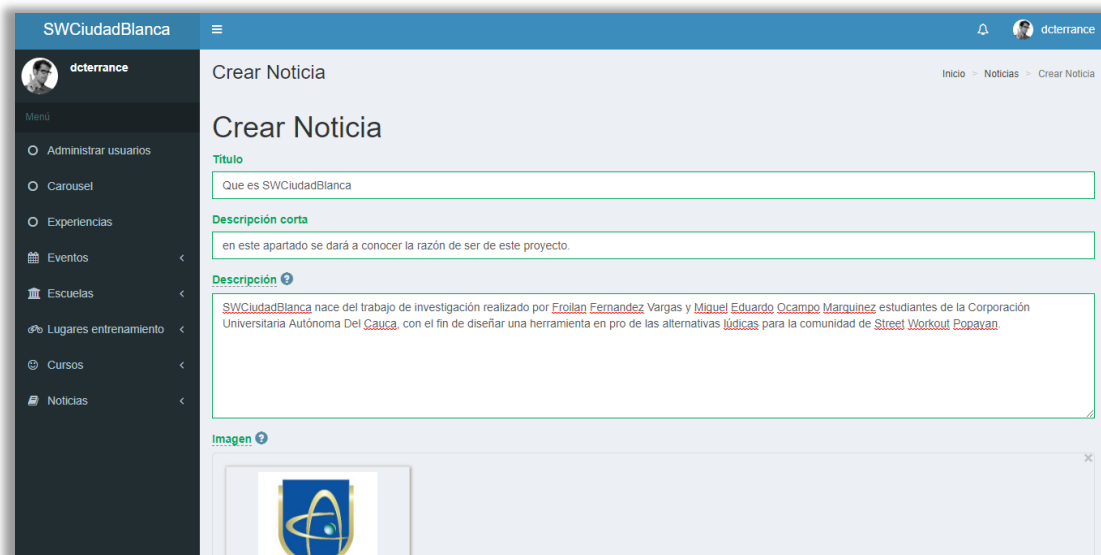 SWCiudadBlanca
dcterrance
dcterrance
Menú
Administrar usuarios
Carousel
Experiencias
Eventos
Escuelas
Lugares entrenamiento
Cursos
Noticias
Crear Noticia
Inicio > Noticias > Crear Noticia
Crear Noticia
Título
Que es SWCiudadBlanca
Descripción corta
en este apartado se dará a conocer la razón de ser de este proyecto.
Descripción ?
SWCiudadBlanca nace del trabajo de investigación realizado por Froilan Fernandez Vargas y Miguel Eduardo Ocampo Marquinez estudiantes de la Corporación
Universitaria Autónoma Del Cauca, con el fin de diseñar una herramienta en pro de las alternativas lúdicas para la comunidad de Street Workout Popayan.
Imagen ?